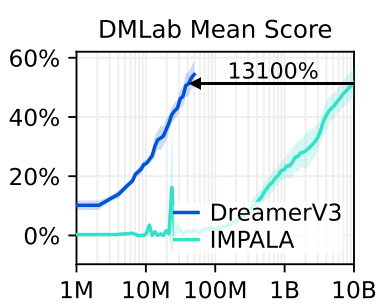 DMLab Mean Score
60%
13100%
40%
20%
DreamerV3
0%
IMPALA
1M 10M 100M 1B 10B